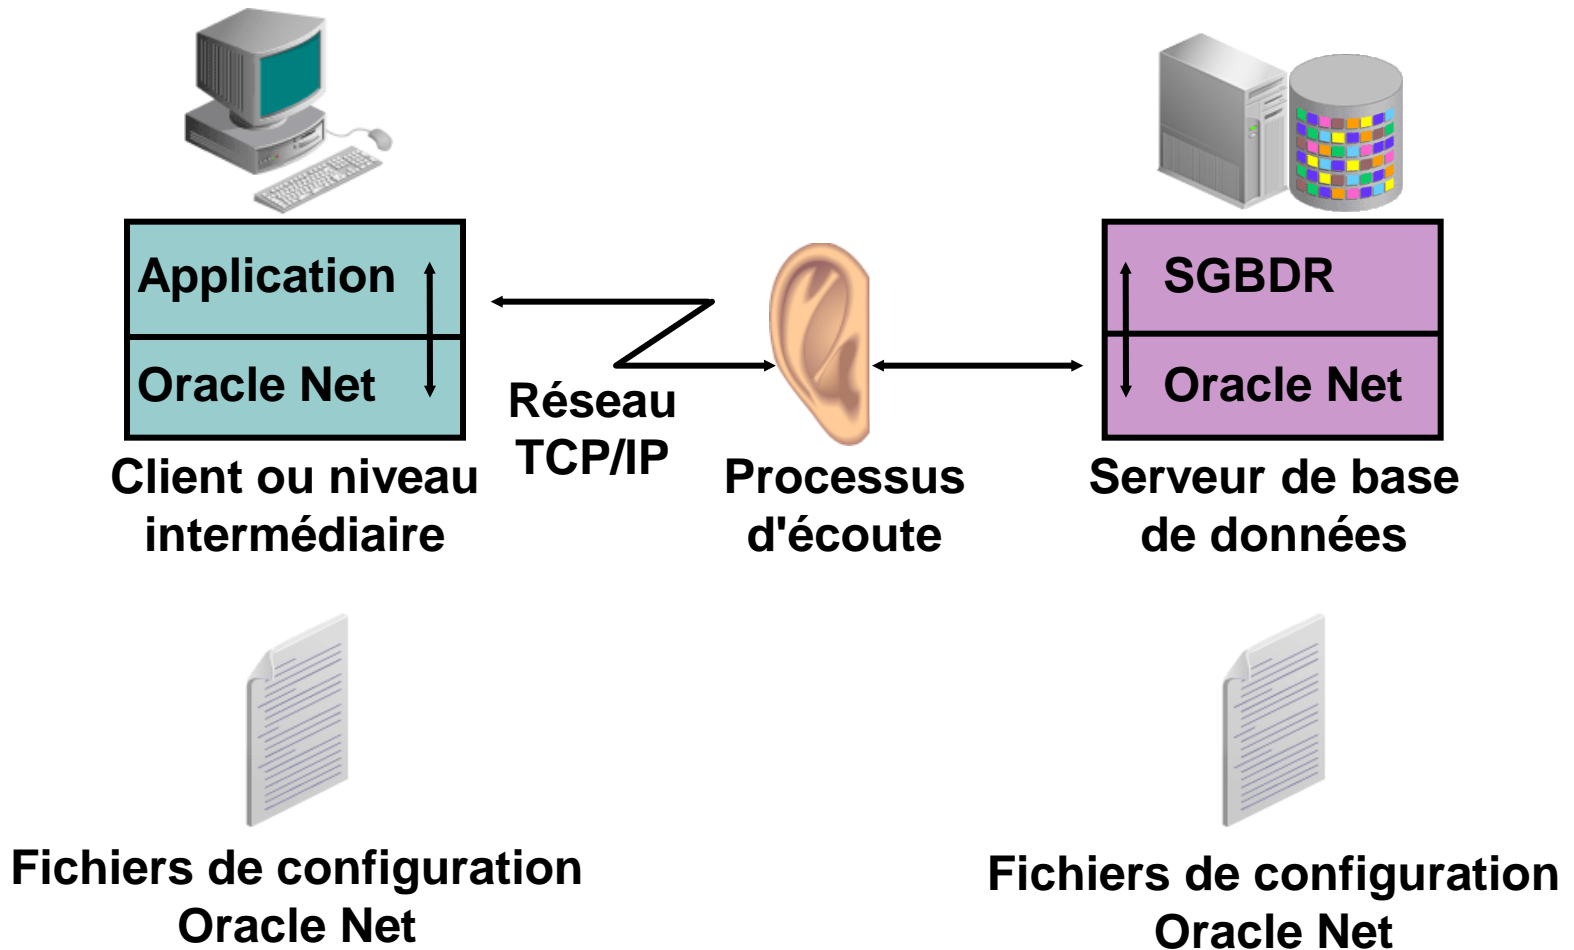 Application
Oracle Net
Client ou niveau
intermédiaire
Réseau
TCP/IP
Processus
d'écoute
SGBDR
Oracle Net
Serveur de base
de données
Fichiers de configuration
Oracle Net
Fichiers de configuration
Oracle Net